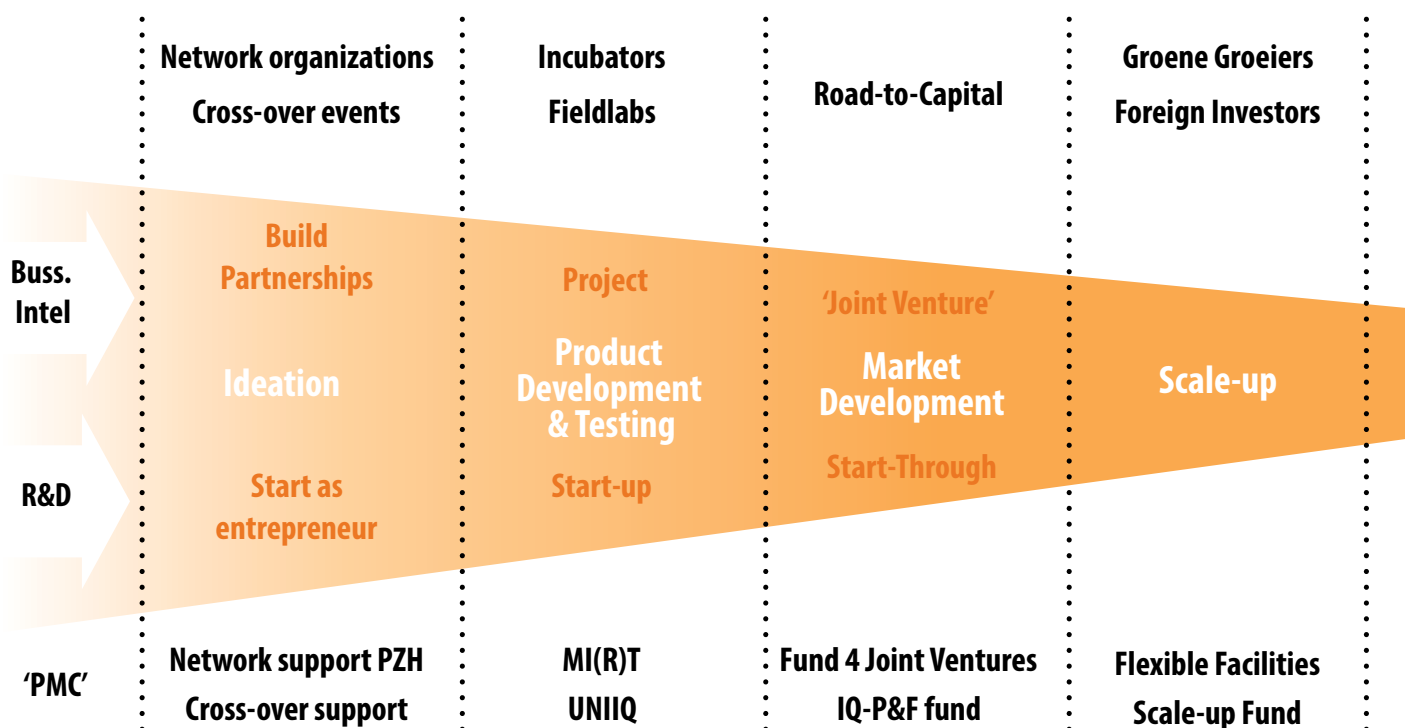 Network organizations
Cross-over events
Incubators
Fieldlabs
Road-to-Capital
Groene Groeiers
Foreign Investors
Buss.
Intel
R&D
Build
Partnerships
Ideation
Start as
entrepreneur
Project
Product
Development
& Testing
Start-up
‘Joint Venture’
Market
Development
Start-Through
Scale-up
‘PMC’
Network support PZH
Cross-over support
MI(R)T
UNIIQ
Fund 4 Joint Ventures
IQ-P&F fund
Flexible Facilities
Scale-up Fund